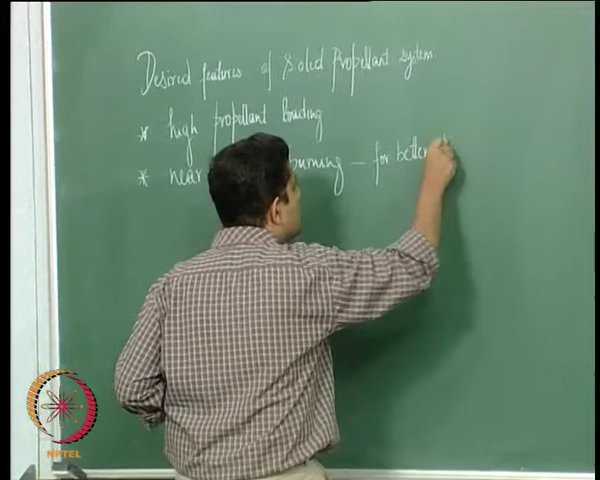 Desired features of Solid Propellant system
* high propellant loading
* near burning – for better
NPTEL